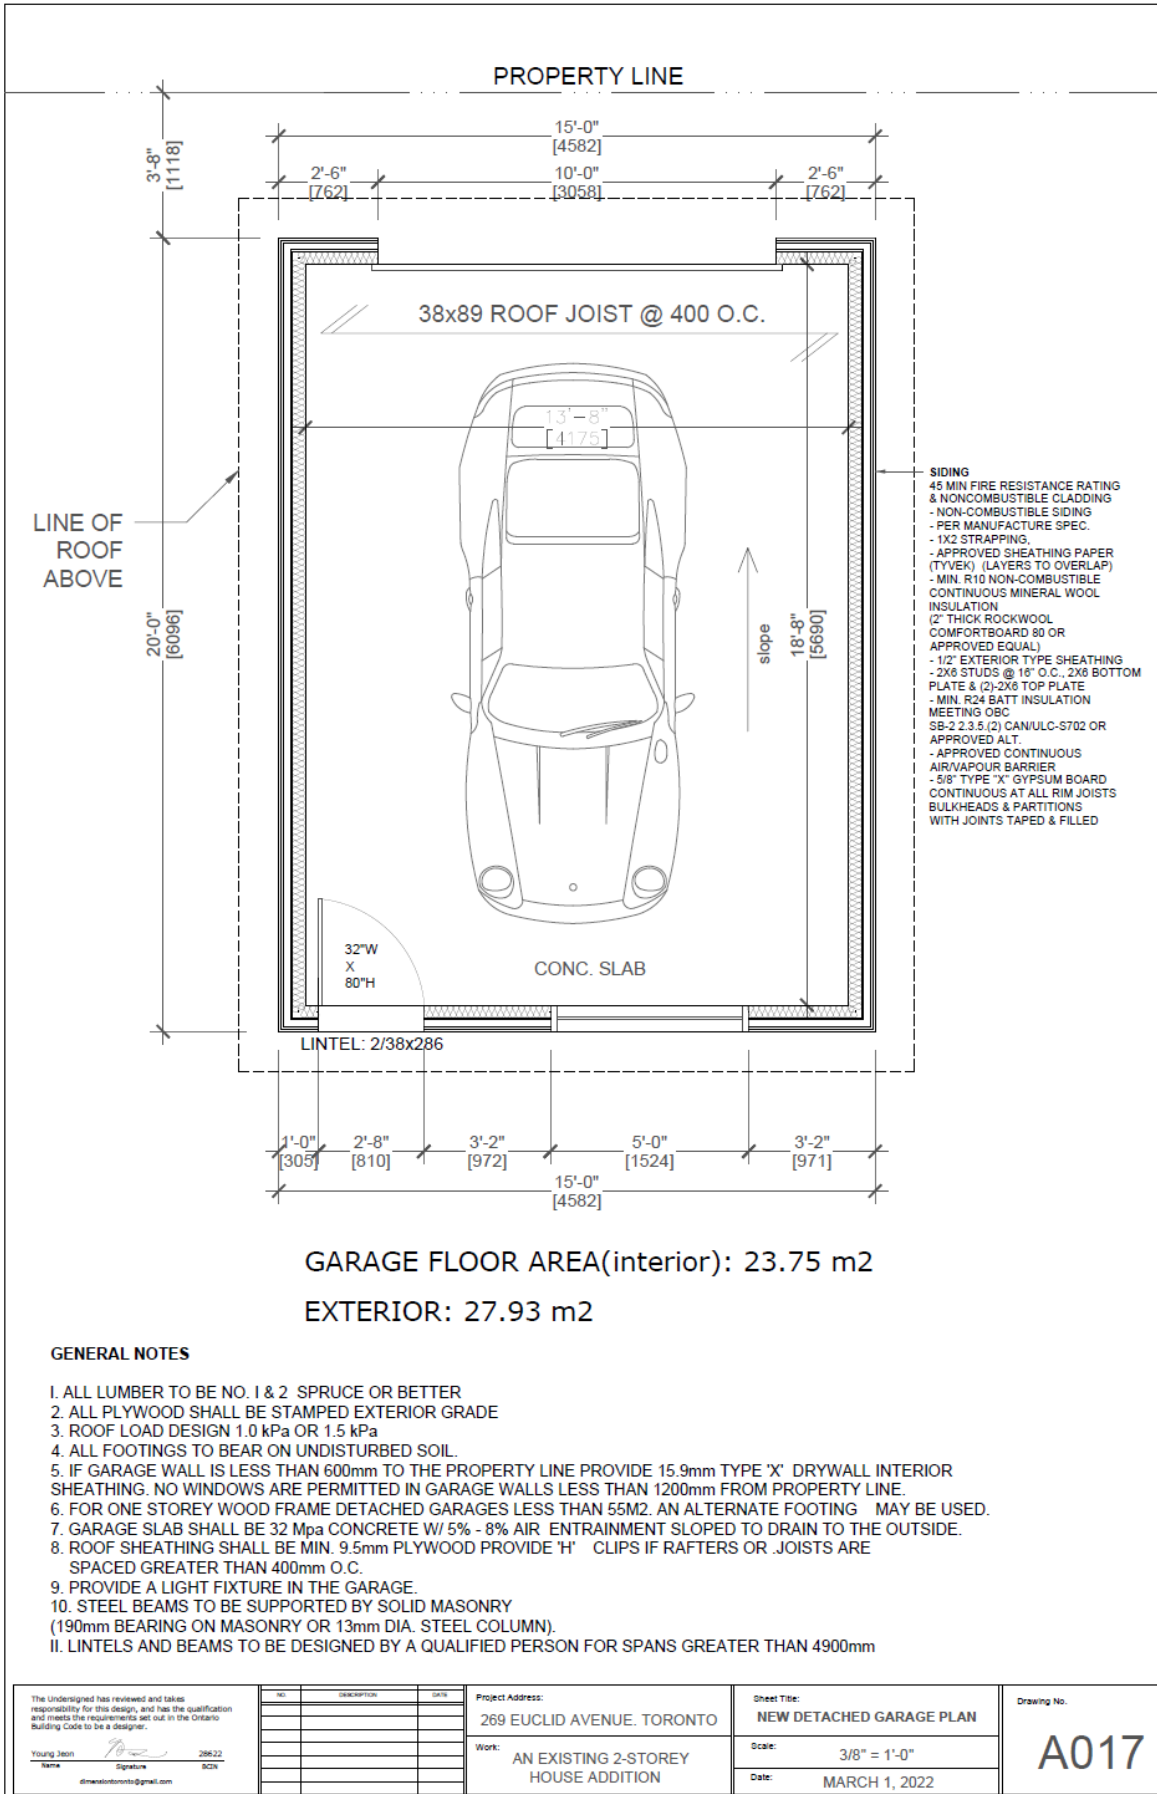 PROPERTY LINE
15'-0"
[4582]
3'-8"
[1118]
2'-6"
[762]
10'-0"
[3058]
2'-6"
[762]
38x89 ROOF JOIST @ 400 O.C.
13'-8"
[4175]
LINE OF
ROOF
ABOVE
20'-0"
[6096]
slope
18'-8"
[5690]
SIDING
45 MIN FIRE RESISTANCE RATING
& NONCOMBUSTIBLE CLADDING
- NON-COMBUSTIBLE SIDING
- PER MANUFACTURE SPEC.
- 1X2 STRAPPING,
- APPROVED SHEATHING PAPER
(TYVEK) (LAYERS TO OVERLAP)
- MIN. R10 NON-COMBUSTIBLE
CONTINUOUS MINERAL WOOL
INSULATION
(2" THICK ROCKWOOL
COMFORTBOARD 80 OR
APPROVED EQUAL)
- 1/2" EXTERIOR TYPE SHEATHING
- 2X6 STUDS @ 16" O.C., 2X6 BOTTOM
PLATE & (2)-2X6 TOP PLATE
- MIN. R24 BATT INSULATION
MEETING OBC
SB-2 2.3.5.(2) CAN/ULC-S702 OR
APPROVED ALT.
- APPROVED CONTINUOUS
AIR/VAPOUR BARRIER
- 5/8" TYPE "X" GYPSUM BOARD
CONTINUOUS AT ALL RIM JOISTS
BULKHEADS & PARTITIONS
WITH JOINTS TAPED & FILLED
32"W
X
80"H
CONC. SLAB
LINTEL: 2/38x286
1'-0"
[305]
2'-8"
[810]
3'-2"
[972]
5'-0"
[1524]
3'-2"
[971]
15'-0"
[4582]
GARAGE FLOOR AREA(interior): 23.75 m2
EXTERIOR: 27.93 m2
GENERAL NOTES
I. ALL LUMBER TO BE NO. I & 2 SPRUCE OR BETTER
2. ALL PLYWOOD SHALL BE STAMPED EXTERIOR GRADE
3. ROOF LOAD DESIGN 1.0 kPa OR 1.5 kPa
4. ALL FOOTINGS TO BEAR ON UNDISTURBED SOIL.
5. IF GARAGE WALL IS LESS THAN 600mm TO THE PROPERTY LINE PROVIDE 15.9mm TYPE 'X' DRYWALL INTERIOR
SHEATHING. NO WINDOWS ARE PERMITTED IN GARAGE WALLS LESS THAN 1200mm FROM PROPERTY LINE.
6. FOR ONE STOREY WOOD FRAME DETACHED GARAGES LESS THAN 55M2. AN ALTERNATE FOOTING MAY BE USED.
7. GARAGE SLAB SHALL BE 32 Mpa CONCRETE W/ 5% - 8% AIR ENTRAINMENT SLOPED TO DRAIN TO THE OUTSIDE.
8. ROOF SHEATHING SHALL BE MIN. 9.5mm PLYWOOD PROVIDE 'H' CLIPS IF RAFTERS OR .JOISTS ARE
SPACED GREATER THAN 400mm O.C.
9. PROVIDE A LIGHT FIXTURE IN THE GARAGE.
10. STEEL BEAMS TO BE SUPPORTED BY SOLID MASONRY
(190mm BEARING ON MASONRY OR 13mm DIA. STEEL COLUMN).
II. LINTELS AND BEAMS TO BE DESIGNED BY A QUALIFIED PERSON FOR SPANS GREATER THAN 4900mm
The Undersigned has reviewed and takes
responsibility for this design, and has the qualification
and meets the requirements set out in the Ontario
Building Code to be a designer.
Young Jeon 28622
Name Signature BCIN
dimensiontoronto@gmail.com
NO. DESCRIPTION DATE
Project Address:
269 EUCLID AVENUE. TORONTO
Work:
AN EXISTING 2-STOREY
HOUSE ADDITION
Sheet Title:
NEW DETACHED GARAGE PLAN
Scale:
3/8" = 1'-0"
Date:
MARCH 1, 2022
Drawing No.
A017